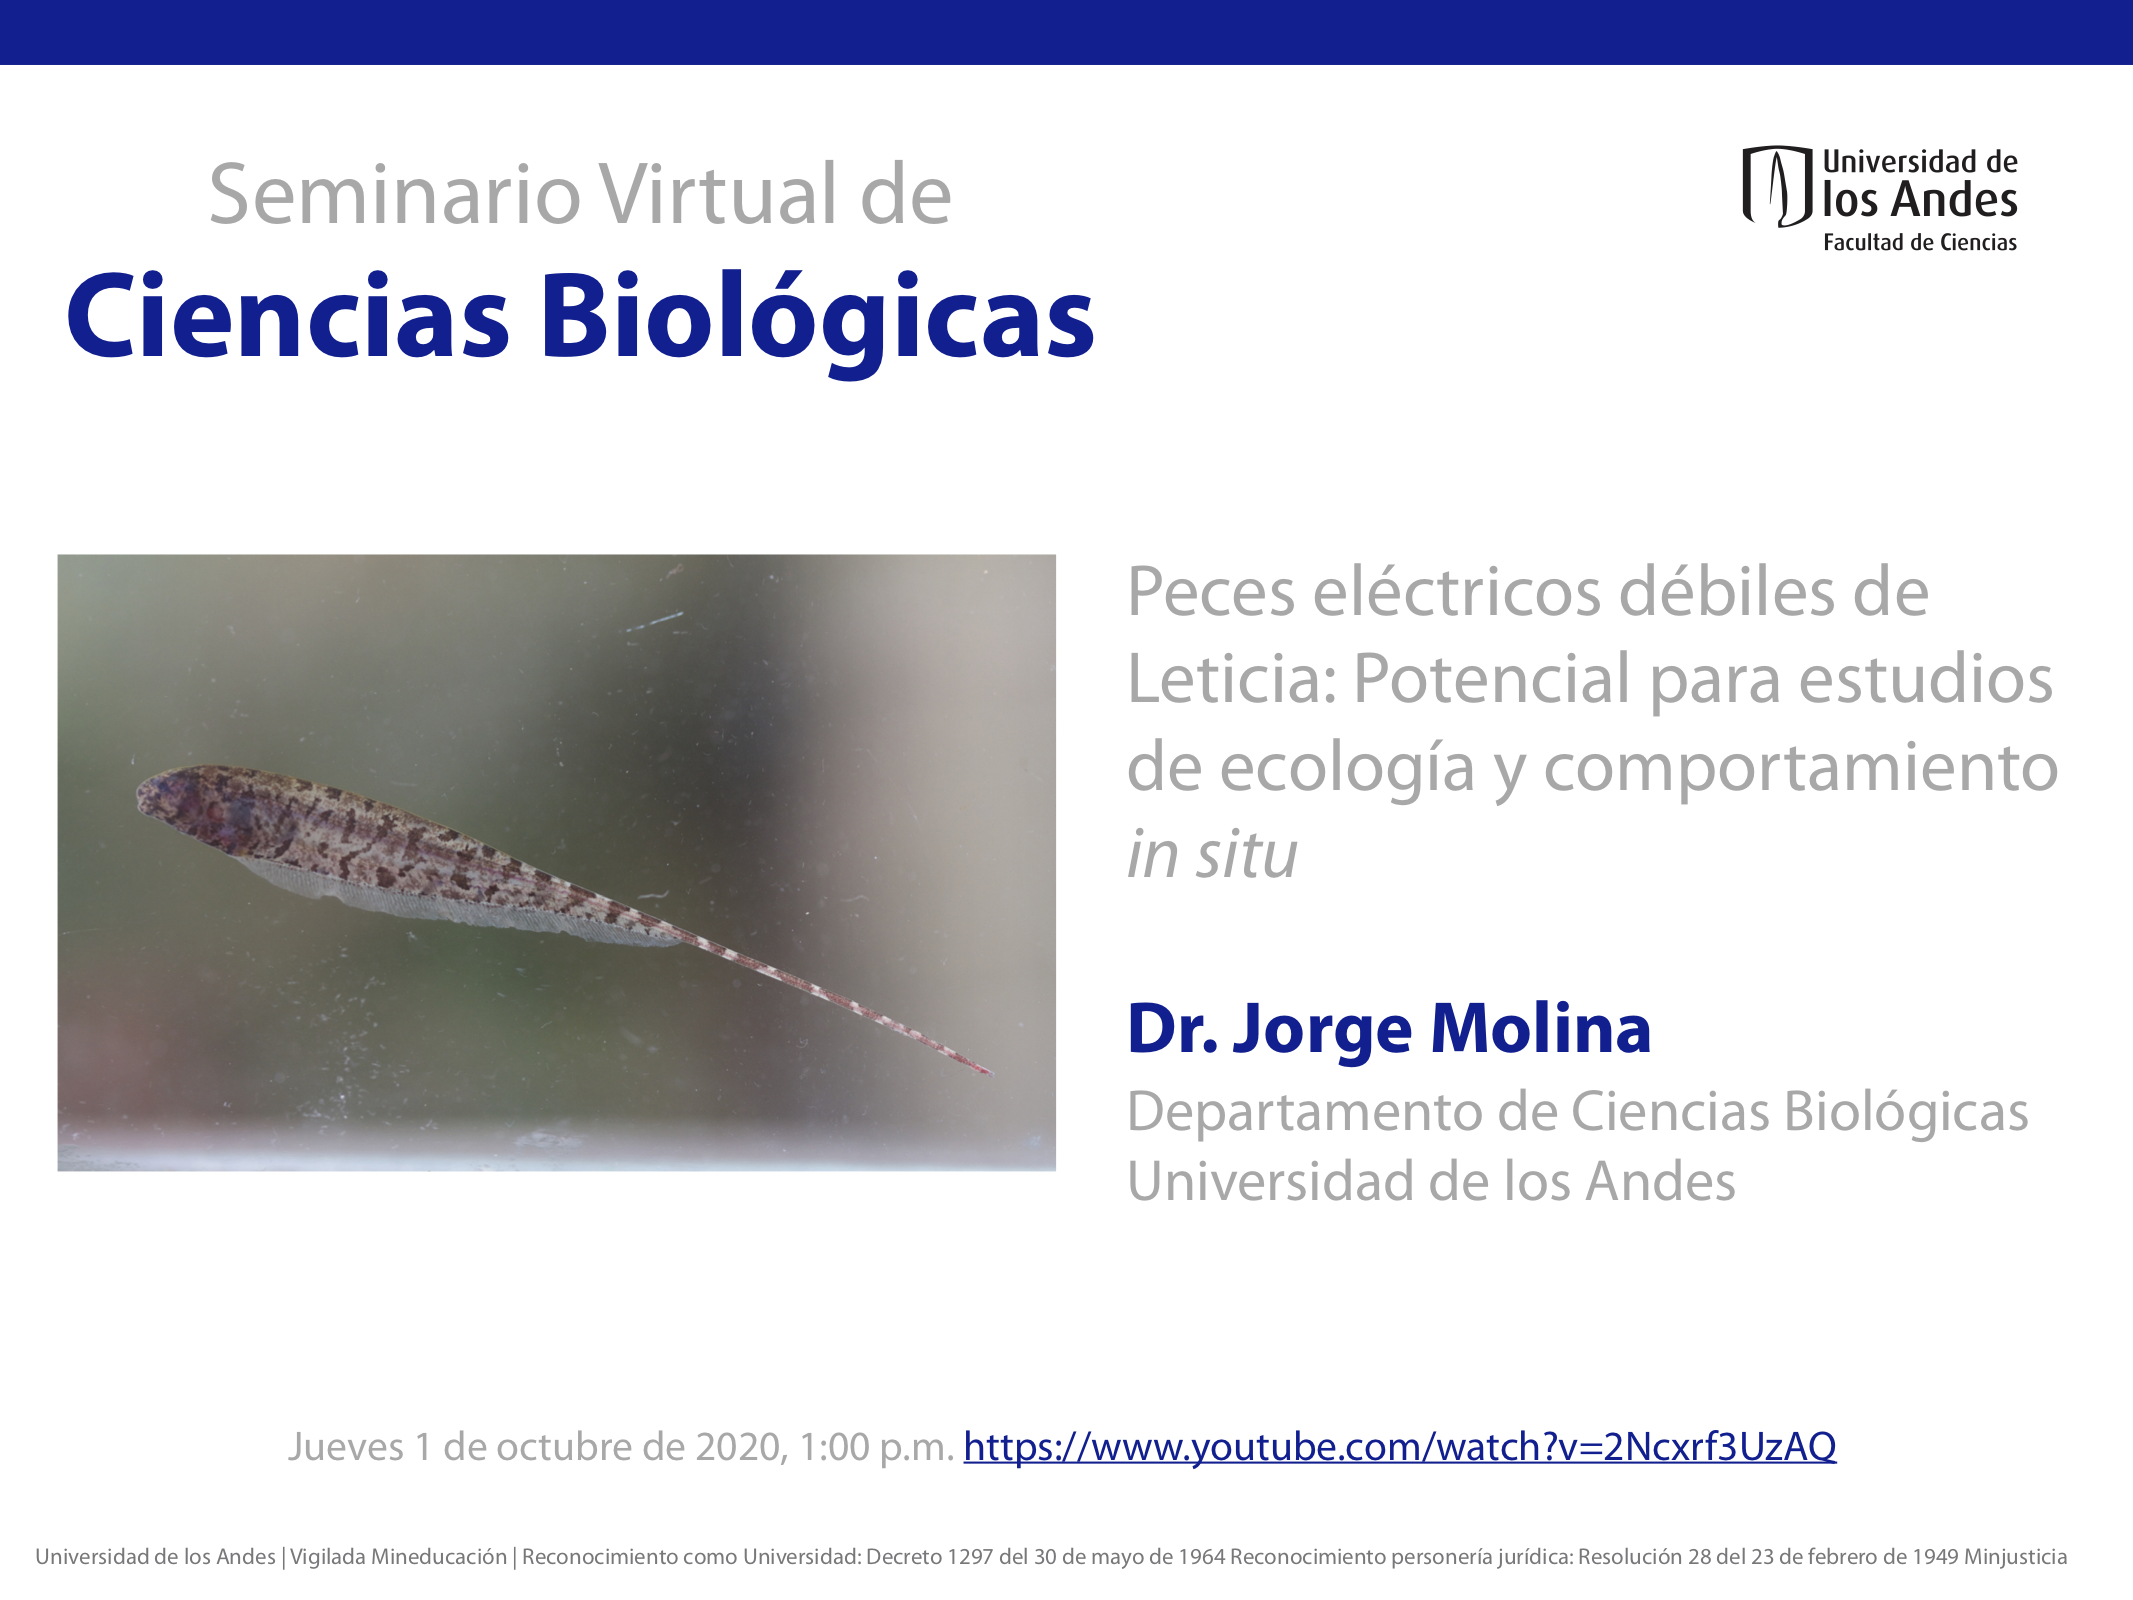 Seminario Virtual de
Ciencias Biológicas
Universidad de
los Andes
Facultad de Ciencias
Peces eléctricos débiles de
Leticia: Potencial para estudios
de ecología y comportamiento
in situ
Dr. Jorge Molina
Departamento de Ciencias Biológicas
Universidad de los Andes
Jueves 1 de octubre de 2020, 1:00 p.m. https://www.youtube.com/watch?v=2Ncxrf3UzAQ
Universidad de los Andes | Vigilada Mineducación | Reconocimiento como Universidad: Decreto 1297 del 30 de mayo de 1964 Reconocimiento personería jurídica: Resolución 28 del 23 de febrero de 1949 Minjusticia